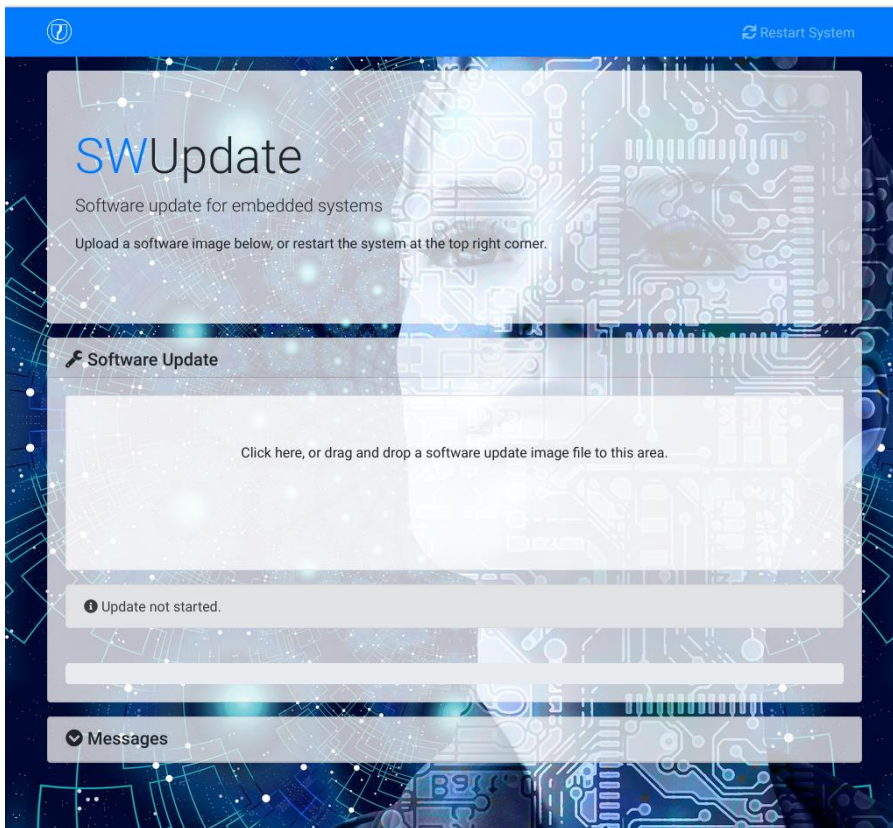 Restart System
SWUpdate
Software update for embedded systems
Upload a software image below, or restart the system at the top right corner.
Software Update
Click here, or drag and drop a software update image file to this area.
Update not started.
Messages